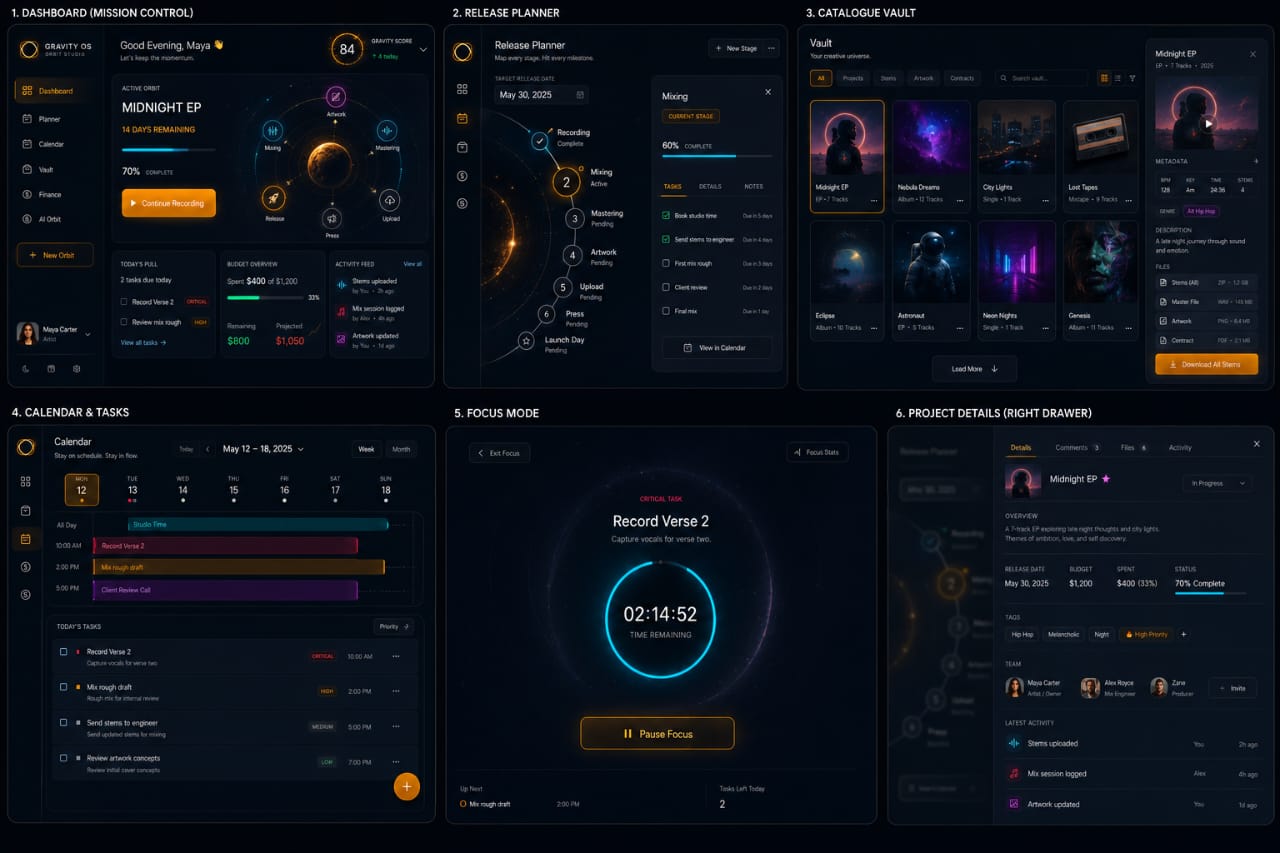 1. DASHBOARD (MISSION CONTROL)
GRAVITY OS
ORBIT STUDIO
Dashboard
Planner
Calendar
Vault
Finance
AI Orbit
+ New Orbit
Maya Carter
Artist
Good Evening, Maya 👋
Let's keep the momentum.
84
GRAVITY SCORE
↑ 4 today
ACTIVE ORBIT
MIDNIGHT EP
14 DAYS REMAINING
70% COMPLETE
Continue Recording
Artwork
Mixing
Mastering
Release
Upload
Press
TODAY'S PULL
2 tasks due today
Record Verse 2 CRITICAL
Review mix rough HIGH
View all tasks →
BUDGET OVERVIEW
Spent $400 of $1,200
33%
Remaining Projected
$800 $1,050
ACTIVITY FEED View all
Stems uploaded
by You • 2h ago
Mix session logged
by Alex • 4h ago
Artwork updated
by You • 1d ago
2. RELEASE PLANNER
Release Planner
Map every stage. Hit every milestone.
+ New Stage
TARGET RELEASE DATE
May 30, 2025
Recording
Complete
2
Mixing
Active
3
Mastering
Pending
4
Artwork
Pending
5
Upload
Pending
6
Press
Pending
Launch Day
Pending
Mixing
CURRENT STAGE
60% COMPLETE
TASKS DETAILS NOTES
Book studio time Due in 5 days
Send stems to engineer Due in 4 days
First mix rough Due in 3 days
Client review Due in 2 days
Final mix Due in 1 day
View in Calendar
3. CATALOGUE VAULT
Vault
Your creative universe.
All Projects Stems Artwork Contracts Search vault...
Midnight EP
EP • 7 Tracks
Nebula Dreams
Album • 12 Tracks
City Lights
Single • 1 Track
Lost Tapes
Mixtape • 9 Tracks
Eclipse
Album • 10 Tracks
Astronaut
EP • 5 Tracks
Neon Nights
Single • 1 Track
Genesis
Album • 11 Tracks
Load More ↓
Midnight EP
EP • 7 Tracks • 2025
METADATA +
BPM KEY TIME STEMS
128 Am 24:36 4
GENRE Alt Hip Hop
DESCRIPTION
A late night journey through sound
and emotion.
FILES
Stems (All) ZIP • 1.2 GB
Master File WAV • 145 MB
Artwork PNG • 8.4 MB
Contract PDF • 2.1 MB
Download All Stems
4. CALENDAR & TASKS
Calendar
Stay on schedule. Stay in flow.
Today May 12 – 18, 2025 Week Month
MON TUE WED THU FRI SAT SUN
12 13 14 15 16 17 18
All Day Studio Time
10:00 AM Record Verse 2
2:00 PM Mix rough draft
5:00 PM Client Review Call
TODAY'S TASKS Priority
Record Verse 2 CRITICAL 10:00 AM
Capture vocals for verse two
Mix rough draft HIGH 2:00 PM
Rough mix for internal review
Send stems to engineer MEDIUM 5:00 PM
Send updated stems for mixing
Review artwork concepts LOW 7:00 PM
Review initial cover concepts
+
5. FOCUS MODE
Exit Focus
Focus Stats
CRITICAL TASK
Record Verse 2
Capture vocals for verse two.
02:14:52
TIME REMAINING
Pause Focus
Up Next
Mix rough draft 2:00 PM
Tasks Left Today
2
6. PROJECT DETAILS (RIGHT DRAWER)
Release Planner
May 30, 2025
Details Comments 3 Files 6 Activity
Midnight EP
In Progress
OVERVIEW
A 7-track EP exploring late night thoughts and city lights.
Themes of ambition, love, and self discovery.
RELEASE DATE BUDGET SPENT STATUS
May 30, 2025 $1,200 $400 (33%) 70% Complete
TAGS
Hip Hop Melancholic Night 🔥 High Priority +
TEAM
Maya Carter
Artist / Owner
Alex Royce
Mix Engineer
Zane
Producer
+ Invite
LATEST ACTIVITY
Stems uploaded You 2h ago
Mix session logged Alex 4h ago
Artwork updated You 1d ago